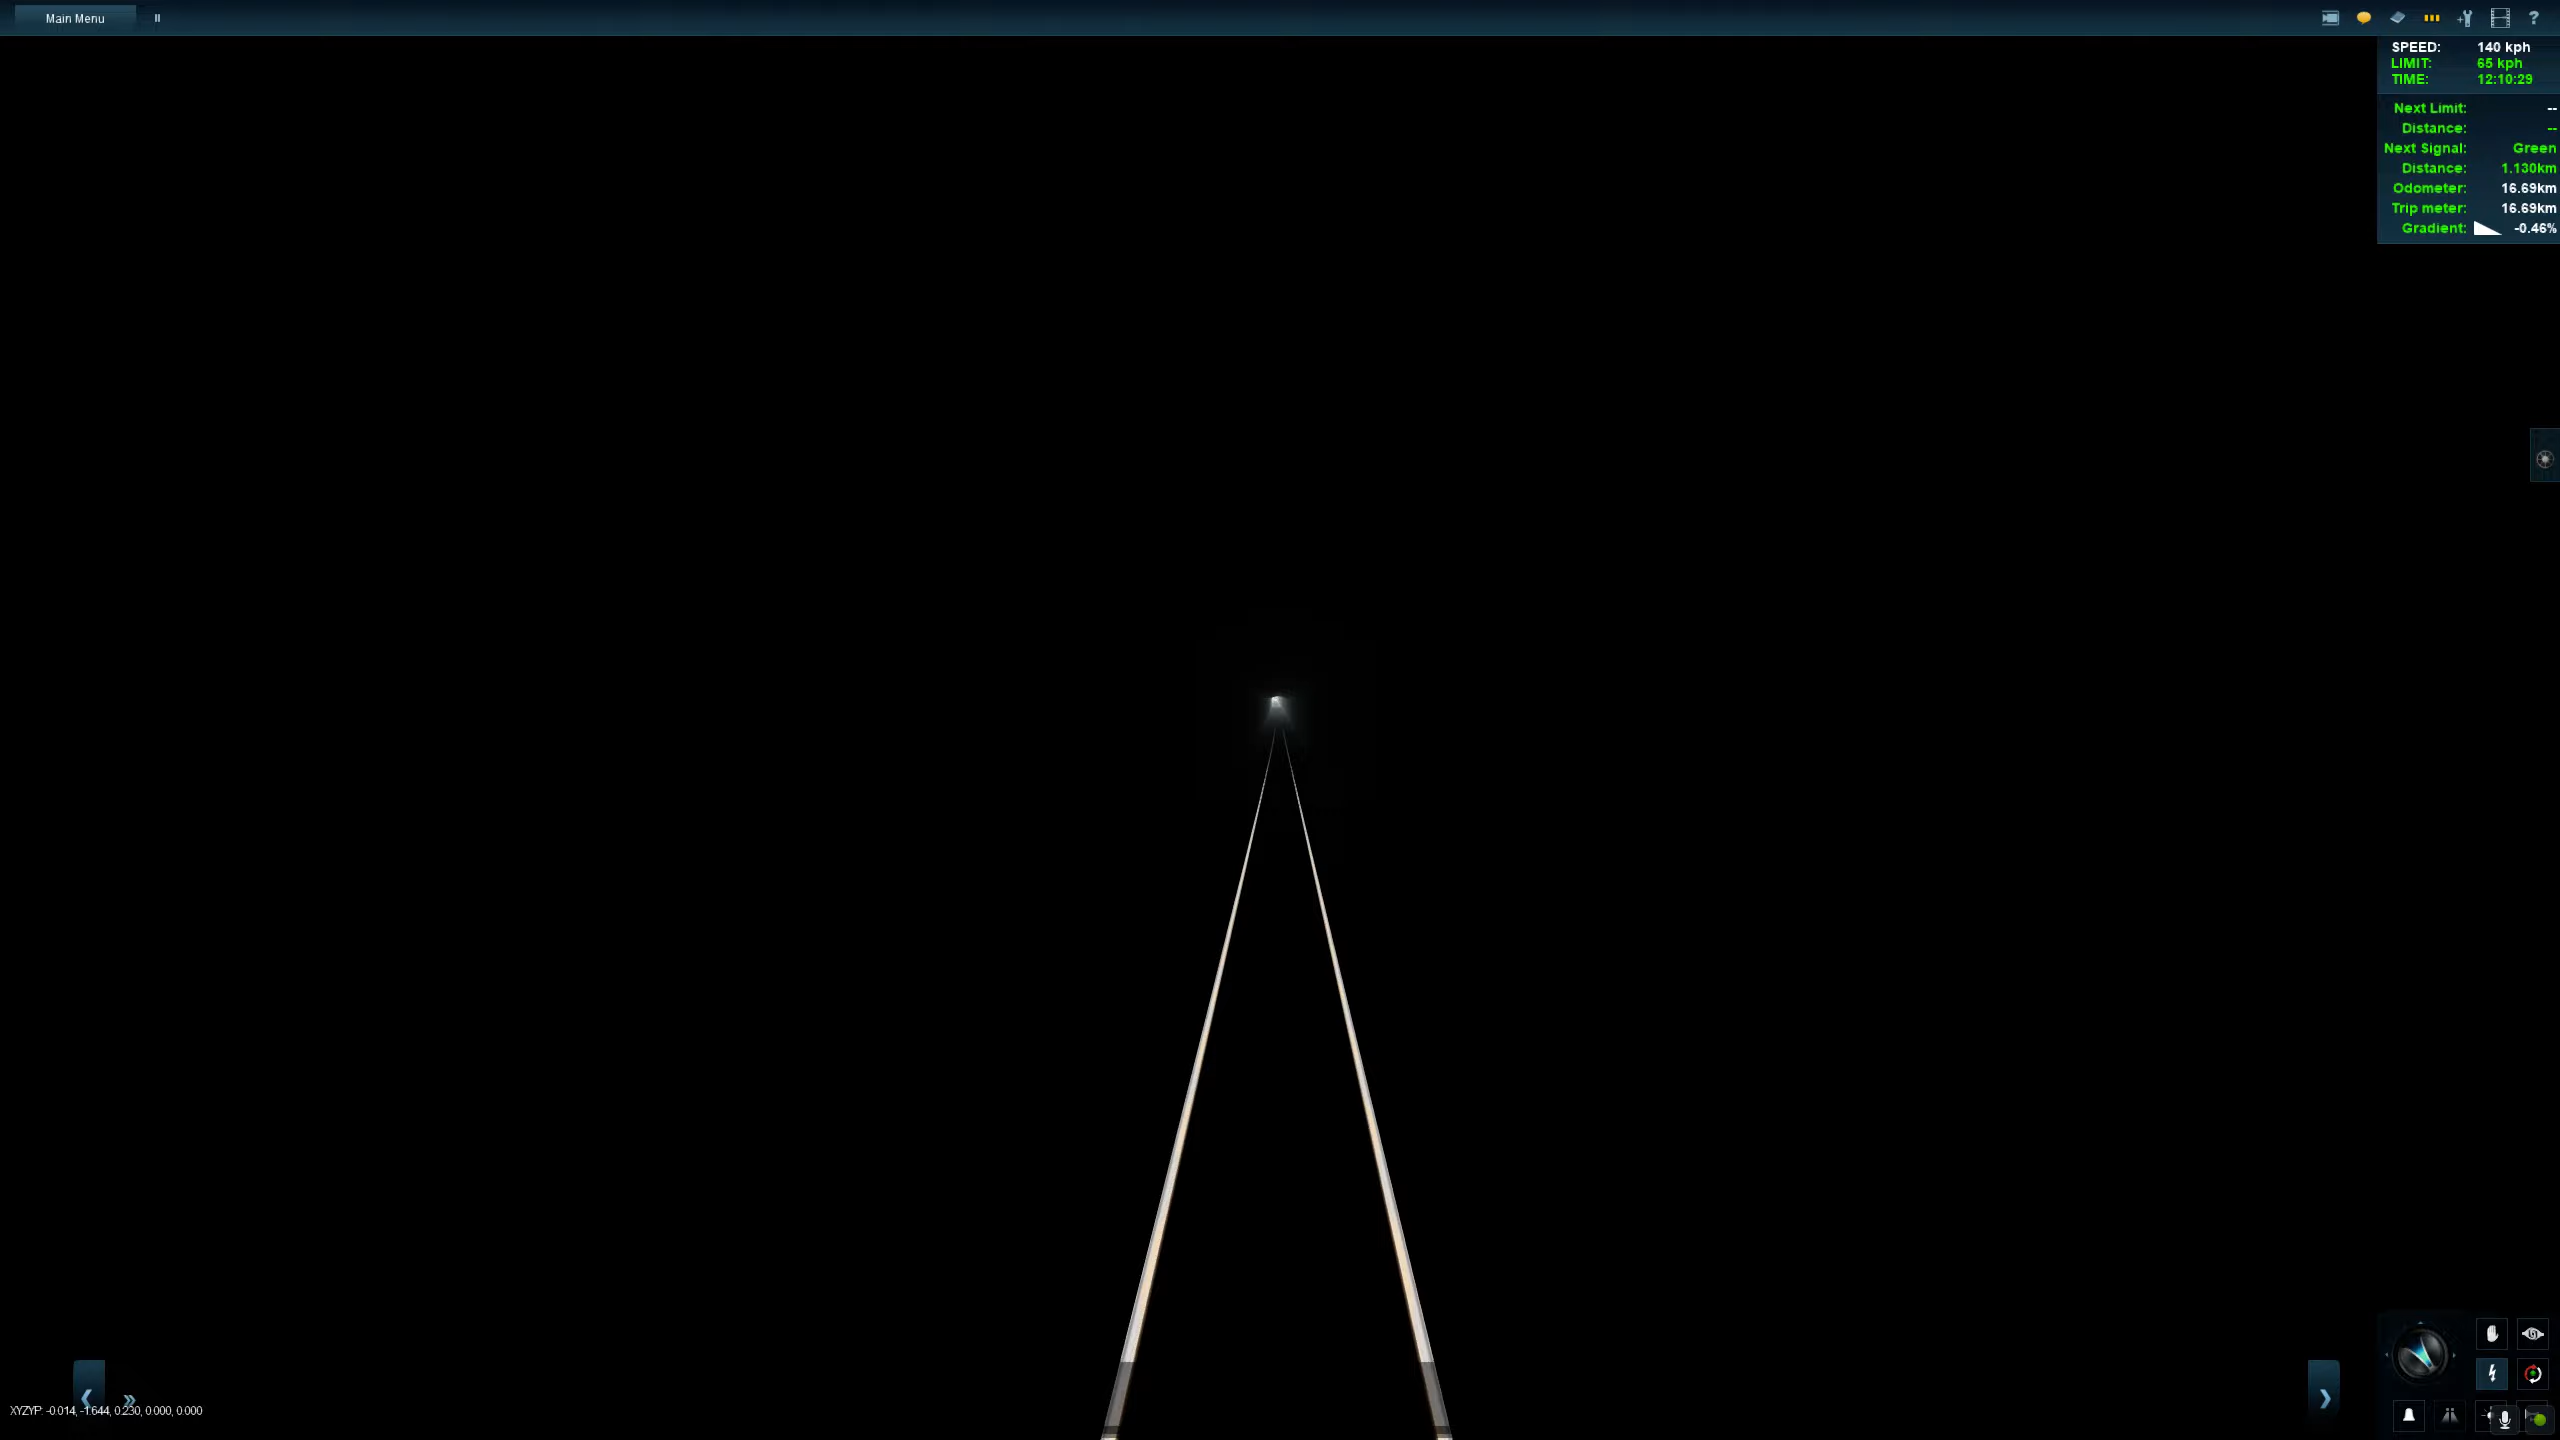 Main Menu
SPEED: 140 kph
LIMIT: 65 kph
TIME: 12:10:29
Next Limit: --
Distance: --
Next Signal: Green
Distance: 1.130km
Odometer: 16.69km
Trip meter: 16.69km
Gradient: -0.46%
XYZYP: -0.014, -1.644, 0.230, 0.000, 0.000